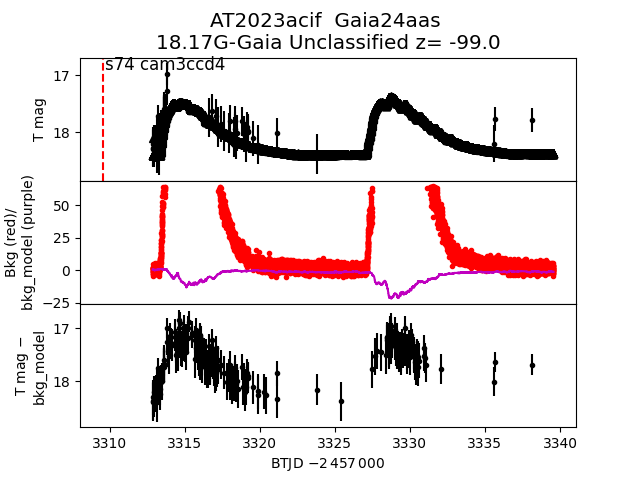 AT2023acif  Gaia24aas
18.17G-Gaia Unclassified z= -99.0
s74 cam3ccd4
17
18
T mag
50
25
0
−25
Bkg (red)/
bkg_model (purple)
17
18
T mag −
bkg_model
3310 3315 3320 3325 3330 3335 3340
BTJD −2 457 000